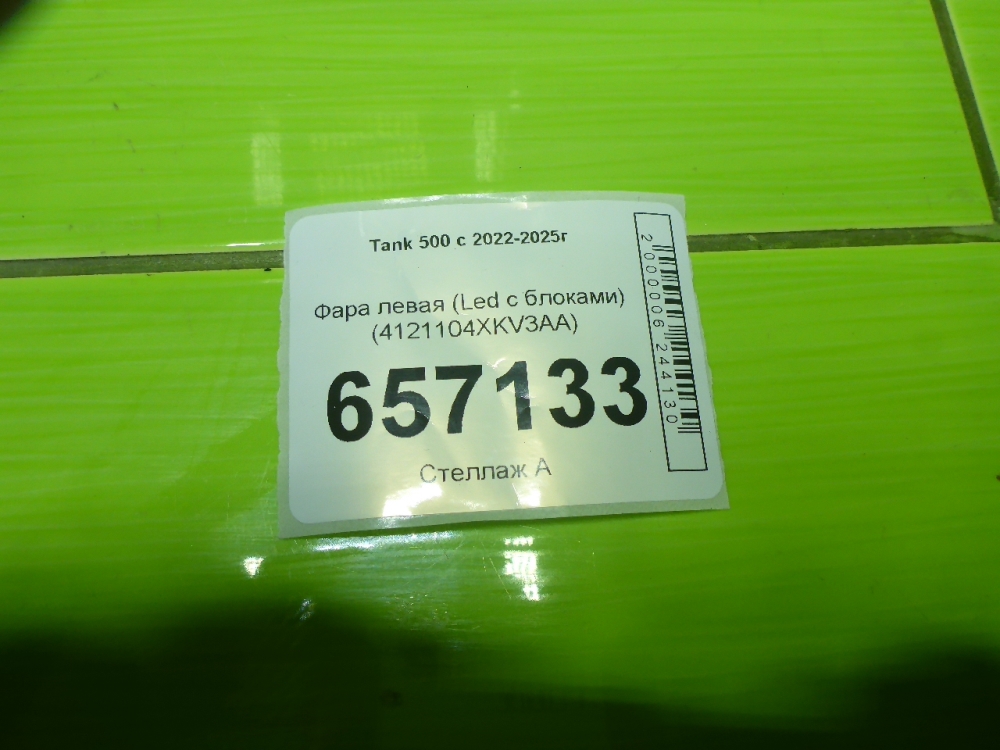 Tank 500 с 2022-2025г
Фара левая (Led с блоками)
(4121104XKV3AA)
657133
Стеллаж А
2000006244130